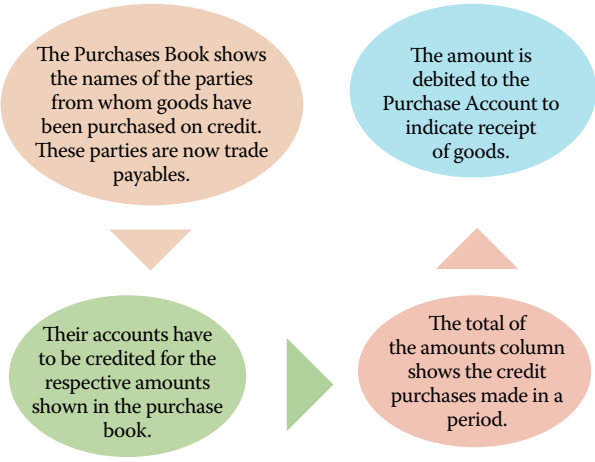 The Purchases Book shows
the names of the parties
from whom goods have
been purchased on credit.
These parties are now trade
payables.
Their accounts have
to be credited for the
respective amounts
shown in the purchase
book.
The total of
the amounts column
shows the credit
purchases made in a
period.
The amount is
debited to the
Purchase Account to
indicate receipt
of goods.